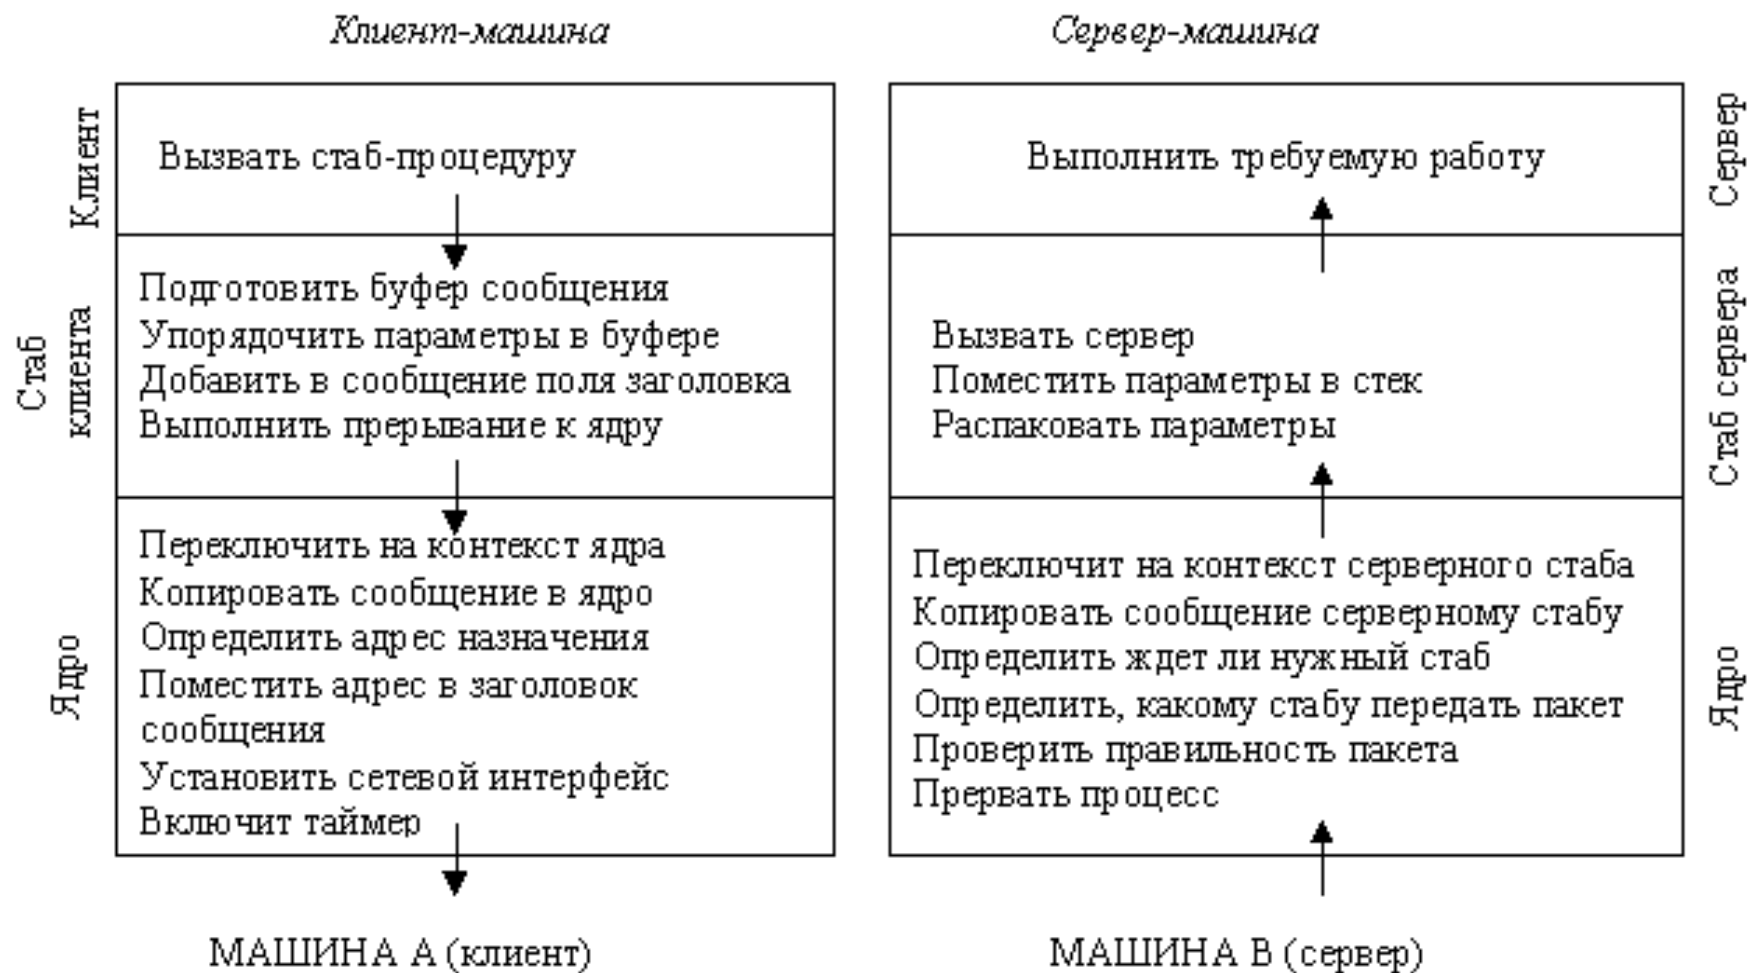 Клиент-машина
Сервер-машина
Клиент
Вызвать стаб-процедуру
Стаб
клиента
Подготовить буфер сообщения
Упорядочить параметры в буфере
Добавить в сообщение поля заголовка
Выполнить прерывание к ядру
Ядро
Переключить на контекст ядра
Копировать сообщение в ядро
Определить адрес назначения
Поместить адрес в заголовок
сообщения
Установить сетевой интерфейс
Включит таймер
МАШИНА А (клиент)
Выполнить требуемую работу
Сервер
Вызвать сервер
Поместить параметры в стек
Распаковать параметры
Стаб сервера
Переключит на контекст серверного стаба
Копировать сообщение серверному стабу
Определить ждет ли нужный стаб
Определить, какому стабу передать пакет
Проверить правильность пакета
Прервать процесс
Ядро
МАШИНА В (сервер)